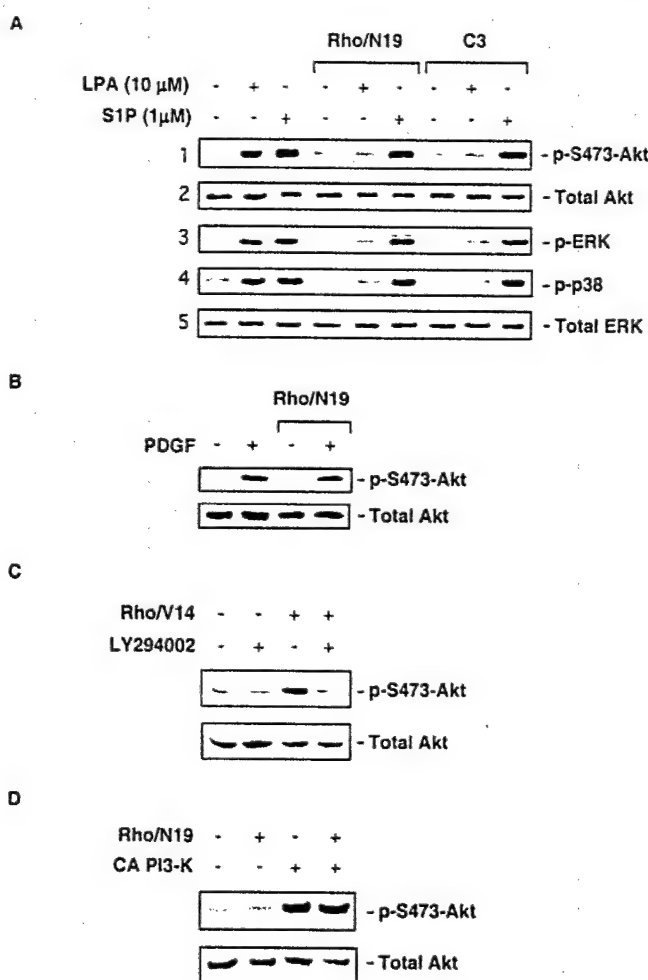 A
Rho/N19 C3
LPA (10 µM) - + - - + - - + -
S1P (1µM) - - + - - + - - +
1 - p-S473-Akt
2 - Total Akt
3 - p-ERK
4 - p-p38
5 - Total ERK
B
Rho/N19
PDGF - + - +
- p-S473-Akt
- Total Akt
C
Rho/V14 - - + +
LY294002 - + - +
- p-S473-Akt
- Total Akt
D
Rho/N19 - + - +
CA PI3-K - - + +
- p-S473-Akt
- Total Akt